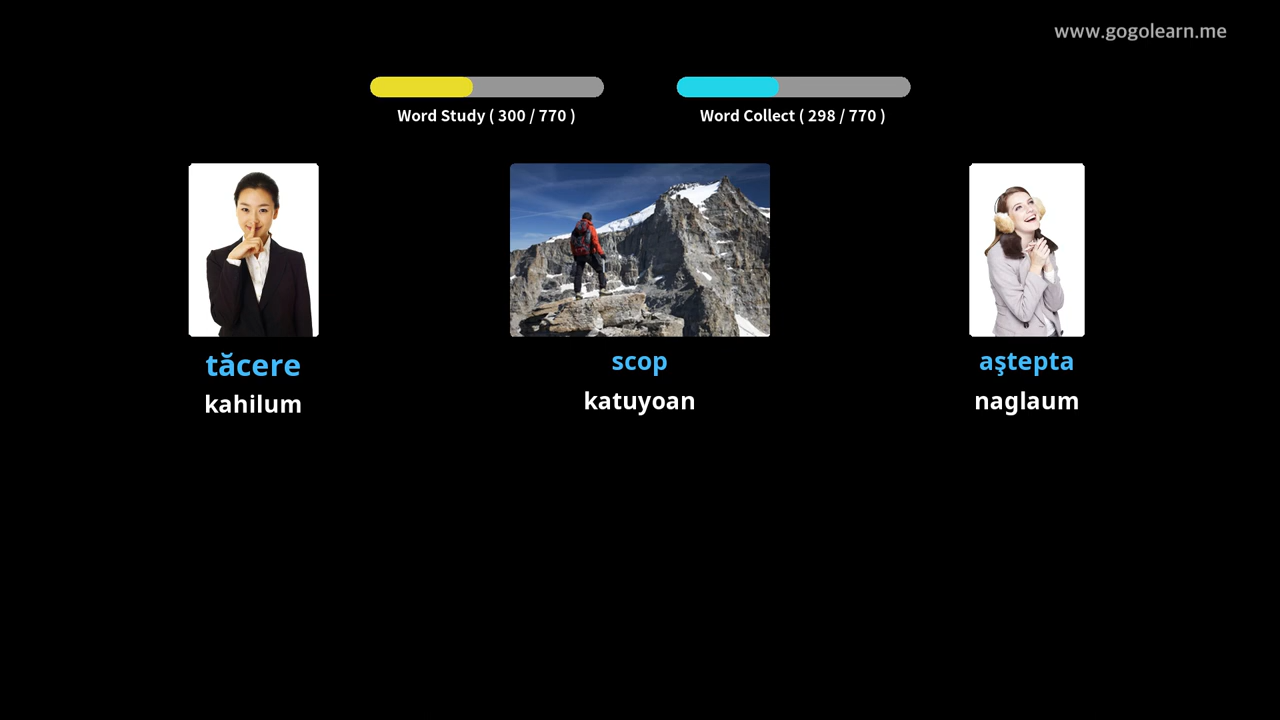 www.gogolearn.me
Word Study ( 300 / 770 )
Word Collect ( 298 / 770 )
tăcere
kahilum
scop
katuyoan
aştepta
naglaum